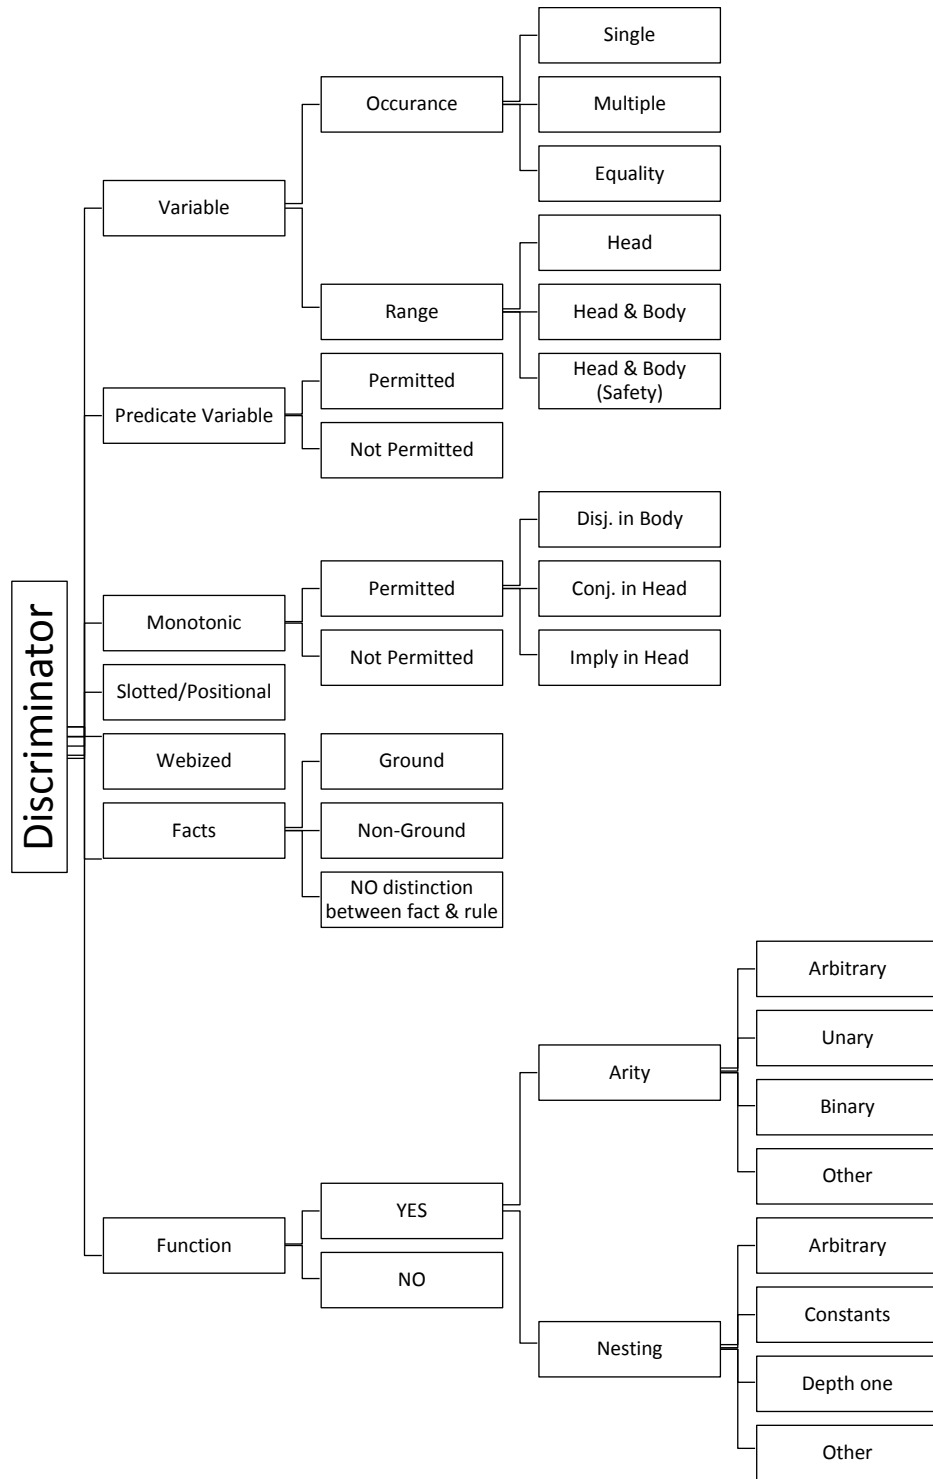 Discriminator
Variable
Occurance
Single
Multiple
Equality
Range
Head
Head & Body
Head & Body
(Safety)
Predicate Variable
Permitted
Not Permitted
Monotonic
Permitted
Disj. in Body
Conj. in Head
Imply in Head
Not Permitted
Slotted/Positional
Webized
Facts
Ground
Non-Ground
NO distinction
between fact & rule
Function
YES
Arity
Arbitrary
Unary
Binary
Other
Nesting
Arbitrary
Constants
Depth one
Other
NO